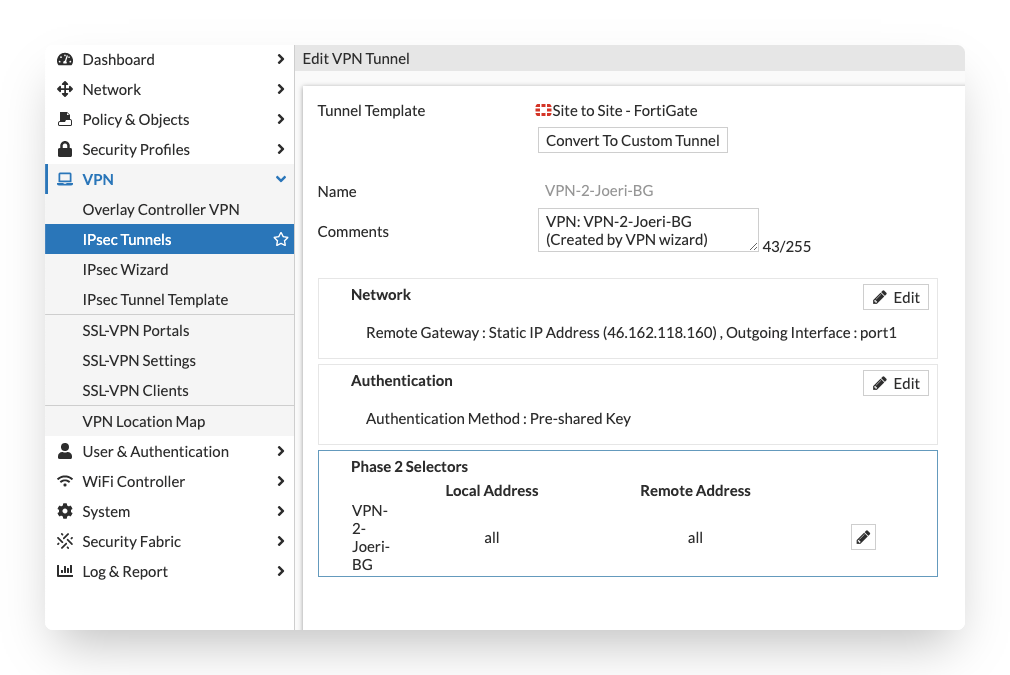 Dashboard
Network
Policy & Objects
Security Profiles
VPN
Overlay Controller VPN
IPsec Tunnels
IPsec Wizard
IPsec Tunnel Template
SSL-VPN Portals
SSL-VPN Settings
SSL-VPN Clients
VPN Location Map
User & Authentication
WiFi Controller
System
Security Fabric
Log & Report
Edit VPN Tunnel
Tunnel Template
Site to Site - FortiGate
Convert To Custom Tunnel
Name
VPN-2-Joeri-BG
Comments
VPN: VPN-2-Joeri-BG
(Created by VPN wizard)
43/255
Network
Edit
Remote Gateway : Static IP Address (46.162.118.160) , Outgoing Interface : port1
Authentication
Edit
Authentication Method : Pre-shared Key
Phase 2 Selectors
Local Address
Remote Address
VPN-
2-
Joeri-
BG
all
all